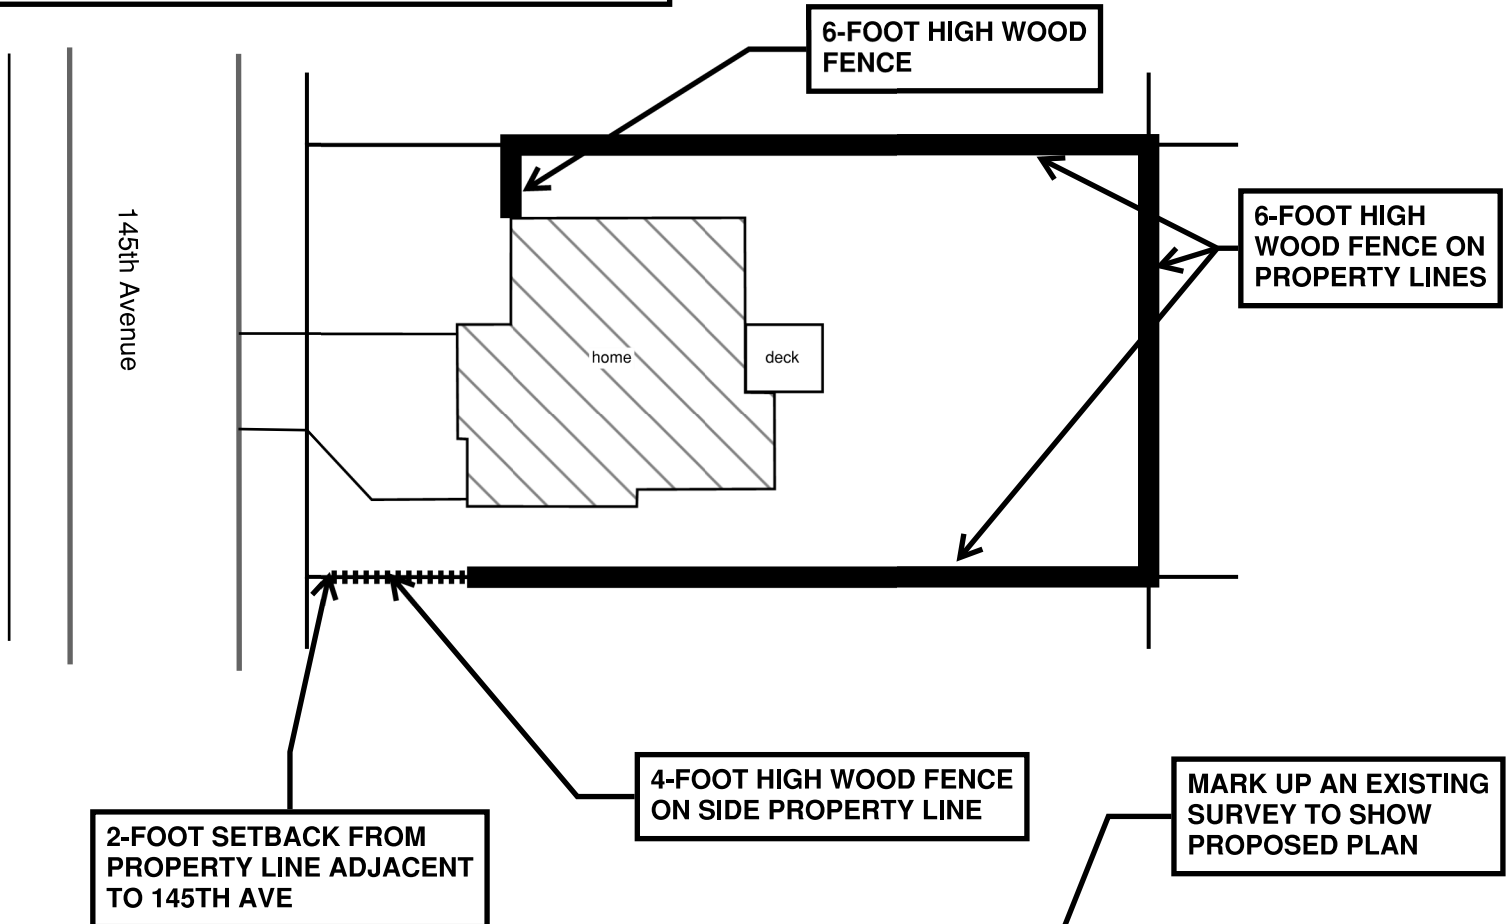 6-FOOT HIGH WOOD
FENCE
145th Avenue
6-FOOT HIGH
WOOD FENCE ON
PROPERTY LINES
home
deck
4-FOOT HIGH WOOD FENCE
ON SIDE PROPERTY LINE
MARK UP AN EXISTING
SURVEY TO SHOW
PROPOSED PLAN
2-FOOT SETBACK FROM
PROPERTY LINE ADJACENT
TO 145TH AVE